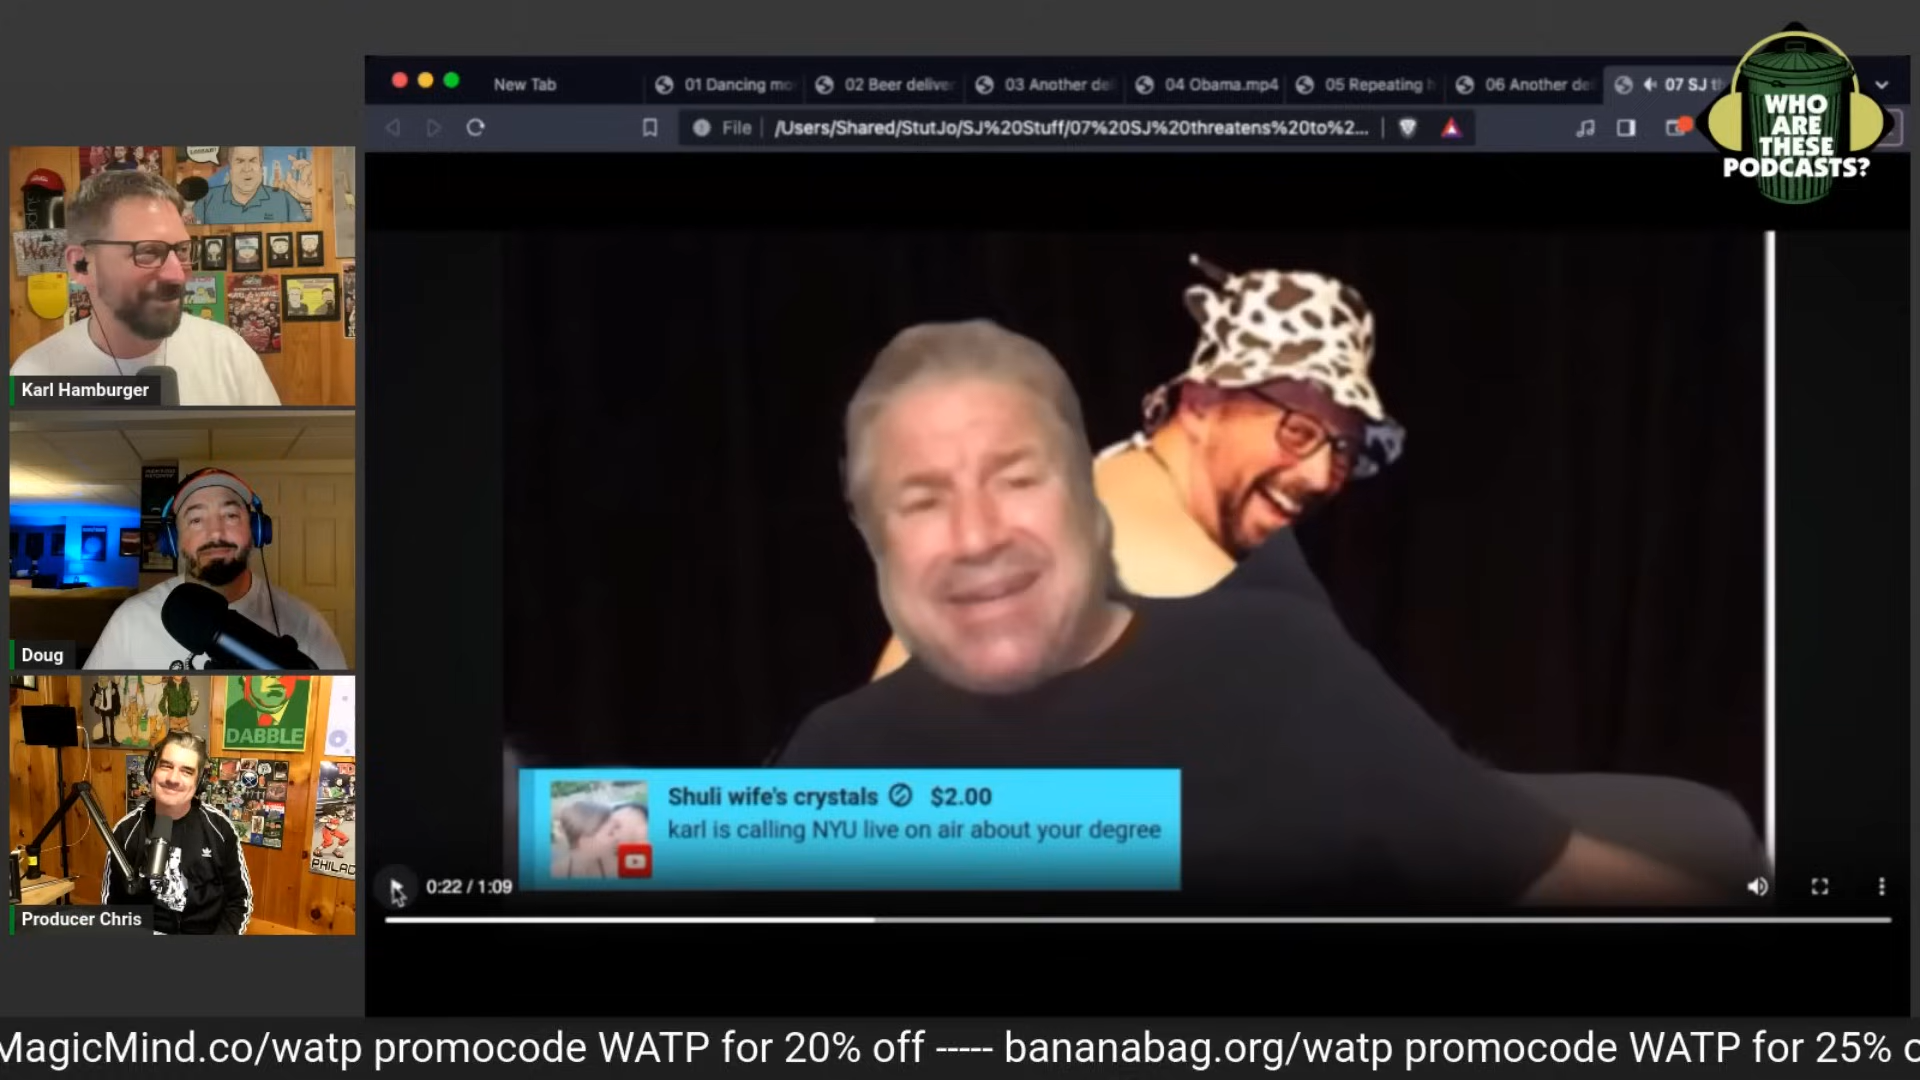 New Tab
01 Dancing mo
02 Beer deliver
03 Another de
04 Obama.mp4
05 Repeating h
06 Another de
07 SJ t
File
/Users/Shared/StutJo/SJ%20Stuff/07%20SJ%20threatens%20to%2...
WHO
ARE
THESE
PODCASTS?
Karl Hamburger
Doug
DABBLE
PHILAD
Producer Chris
Shuli wife's crystals $2.00
karl is calling NYU live on air about your degree
0:22 / 1:09
MagicMind.co/watp promocode WATP for 20% off ----- bananabag.org/watp promocode WATP for 25% o